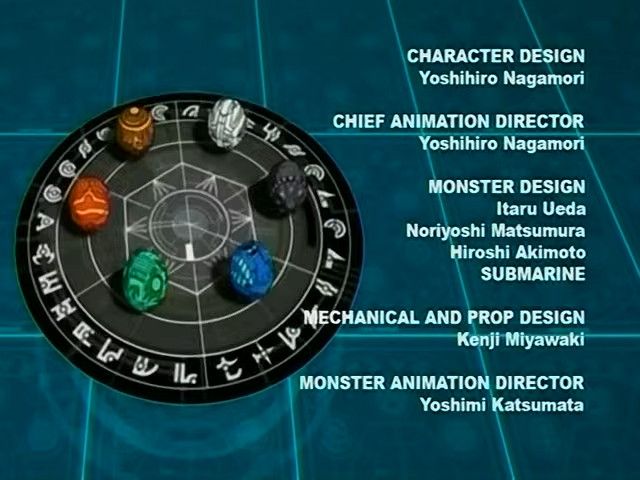 CHARACTER DESIGN
Yoshihiro Nagamori
CHIEF ANIMATION DIRECTOR
Yoshihiro Nagamori
MONSTER DESIGN
Itaru Ueda
Noriyoshi Matsumura
Hiroshi Akimoto
SUBMARINE
MECHANICAL AND PROP DESIGN
Kenji Miyawaki
MONSTER ANIMATION DIRECTOR
Yoshimi Katsumata